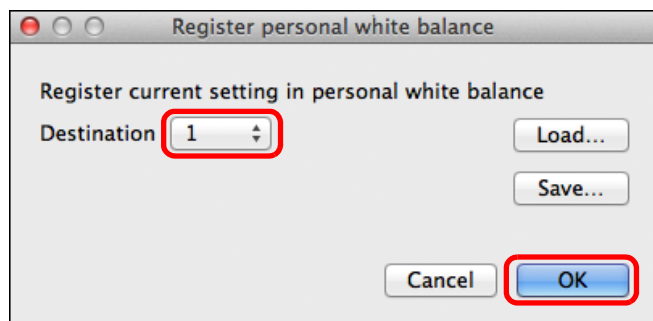 Register personal white balance
Register current setting in personal white balance
Destination 1 Load...
Save...
Cancel OK